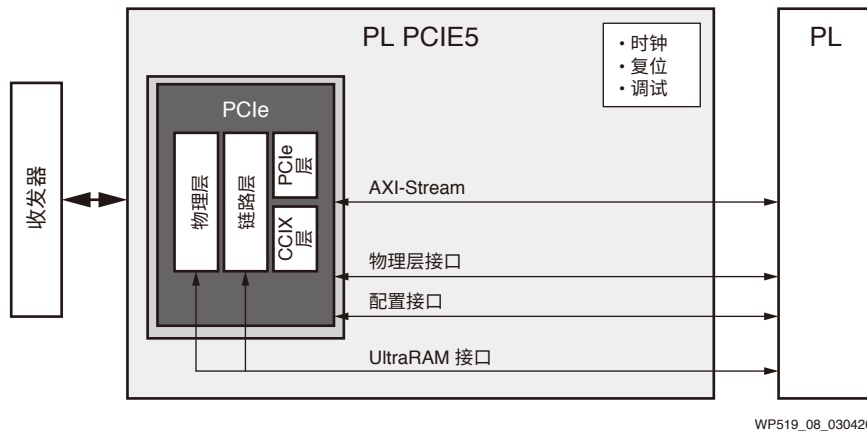 PL PCIE5
・时钟
・复位
・调试
PL
PCIe
收发器
物理层
链路层
PCIe
层
CCIX
层
AXI-Stream
物理层接口
配置接口
UltraRAM 接口
WP519_08_030420